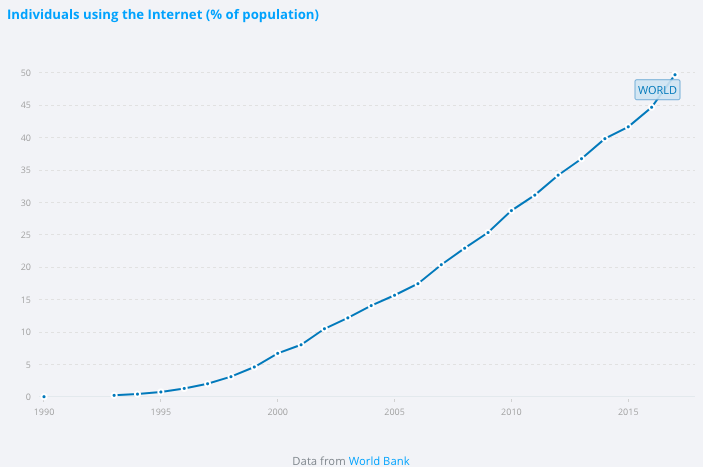 Individuals using the Internet (% of population)
50
WORLD
45
40
35
30
25
20
15
10
5
0
1990 1995 2000 2005 2010 2015
Data from World Bank